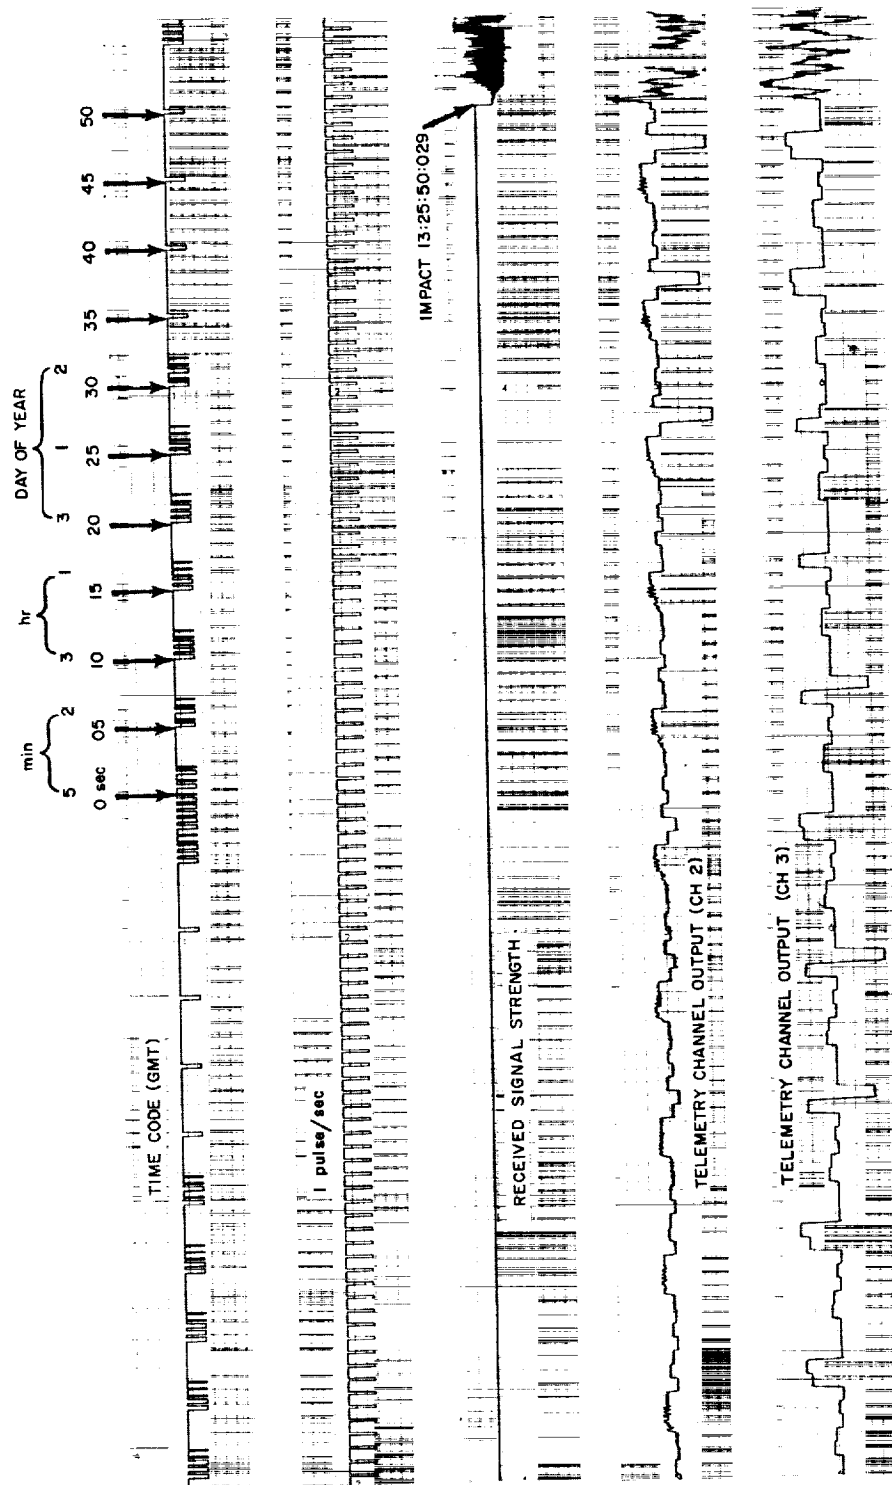 DAY OF YEAR
min
hr
5 2 3 1 3 1 2
0 sec 05 10 15 20 25 30 35 40 45 50
TIME CODE (GMT)
1 pulse/sec
IMPACT 13:25:50:029
RECEIVED SIGNAL STRENGTH.
TELEMETRY CHANNEL OUTPUT (CH 2)
TELEMETRY CHANNEL OUTPUT (CH 3)